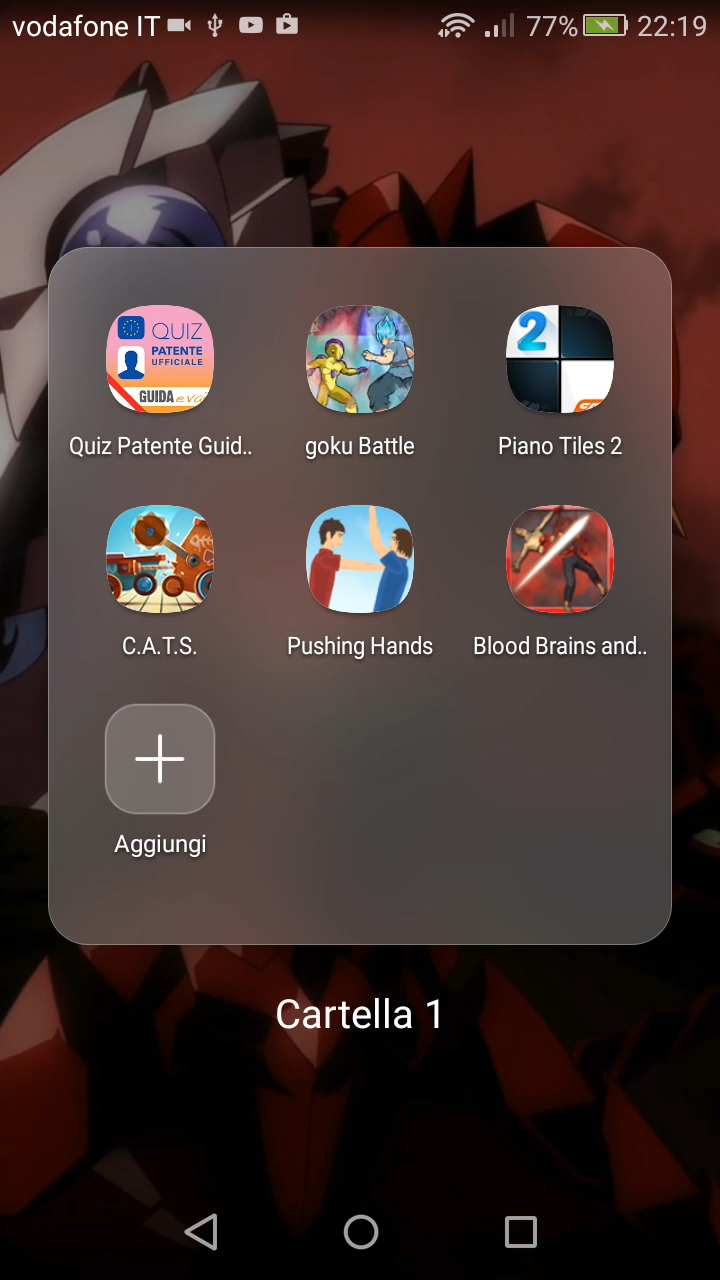 vodafone IT 77% 22:19
QUIZ
PATENTE
UFFICIALE
GUIDA evai
2
Quiz Patente Guid..
goku Battle
Piano Tiles 2
C.A.T.S.
Pushing Hands
Blood Brains and..
Aggiungi
Cartella 1